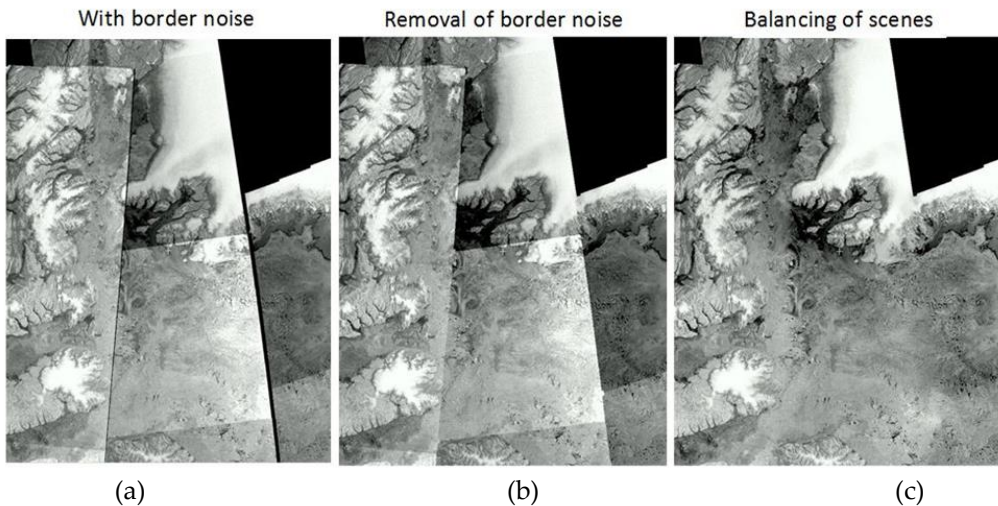 With border noise
Removal of border noise
Balancing of scenes
(a)
(b)
(c)